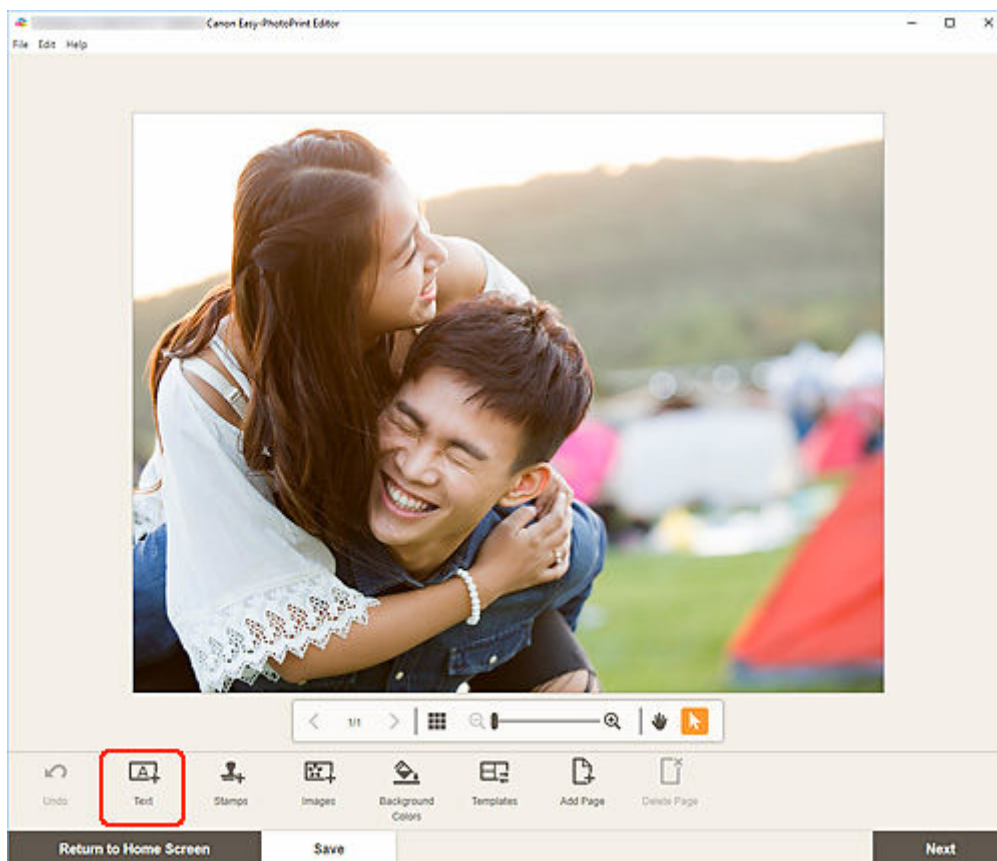 Canon Easy-PhotoPrint Editor
File Edit Help
1/1
Undo
Text
Stamps
Images
Background
Colors
Templates
Add Page
Delete Page
Return to Home Screen
Save
Next